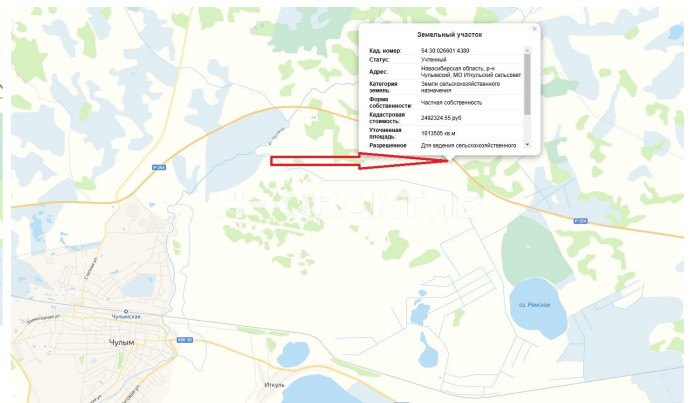 Земельный участок
Кад. номер: 54:30:026601:4380
Статус: Учтенный
Адрес: Новосибирская область, р-н
Чулымский, МО Иткульский сельсовет
Категория земель: Земли сельскохозяйственного
назначения
Форма собственности: Частная собственность
Кадастровая стоимость: 2492324.55 руб
Уточненная площадь: 1013505 кв.м
Разрешенное Для ведения сельскохозяйственного
Р-254
Р-254
оз. Рямское
Чулымская
Чулым
Иткуль